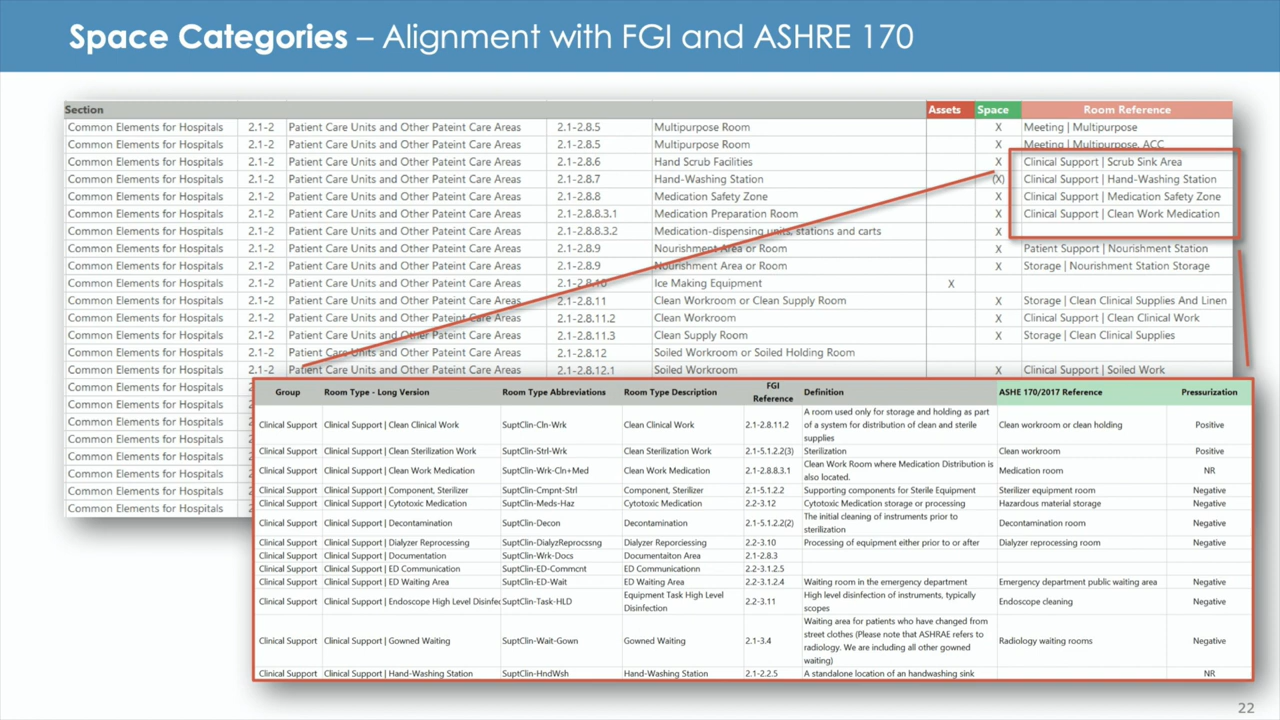 Space Categories – Alignment with FGI and ASHRE 170
Section Assets Space Room Reference
Common Elements for Hospitals 2.1-2 Patient Care Units and Other Pateint Care Areas 2.1-2.8.5 Multipurpose Room X Meeting | Multipurpose
Common Elements for Hospitals 2.1-2 Patient Care Units and Other Pateint Care Areas 2.1-2.8.5 Multipurpose Room X Meeting | Multipurpose, ACC
Common Elements for Hospitals 2.1-2 Patient Care Units and Other Pateint Care Areas 2.1-2.8.6 Hand Scrub Facilities X Clinical Support | Scrub Sink Area
Common Elements for Hospitals 2.1-2 Patient Care Units and Other Pateint Care Areas 2.1-2.8.7 Hand-Washing Station (X) Clinical Support | Hand-Washing Station
Common Elements for Hospitals 2.1-2 Patient Care Units and Other Pateint Care Areas 2.1-2.8.8 Medication Safety Zone X Clinical Support | Medication Safety Zone
Common Elements for Hospitals 2.1-2 Patient Care Units and Other Pateint Care Areas 2.1-2.8.8.3.1 Medication Preparation Room X Clinical Support | Clean Work Medication
Common Elements for Hospitals 2.1-2 Patient Care Units and Other Pateint Care Areas 2.1-2.8.8.3.2 Medication-dispensing units, stations and carts X
Common Elements for Hospitals 2.1-2 Patient Care Units and Other Pateint Care Areas 2.1-2.8.9 Nourishment Area or Room X Patient Support | Nourishment Station
Common Elements for Hospitals 2.1-2 Patient Care Units and Other Pateint Care Areas 2.1-2.8.9 Nourishment Area or Room X Storage | Nourishment Station Storage
Common Elements for Hospitals 2.1-2 Patient Care Units and Other Pateint Care Areas 2.1-2.8.10 Ice Making Equipment X
Common Elements for Hospitals 2.1-2 Patient Care Units and Other Pateint Care Areas 2.1-2.8.11 Clean Workroom or Clean Supply Room X Storage | Clean Clinical Supplies And Linen
Common Elements for Hospitals 2.1-2 Patient Care Units and Other Pateint Care Areas 2.1-2.8.11.2 Clean Workroom X Clinical Support | Clean Clinical Work
Common Elements for Hospitals 2.1-2 Patient Care Units and Other Pateint Care Areas 2.1-2.8.11.3 Clean Supply Room X Storage | Clean Clinical Supplies
Common Elements for Hospitals 2.1-2 Patient Care Units and Other Pateint Care Areas 2.1-2.8.12 Soiled Workroom or Soiled Holding Room
Common Elements for Hospitals 2.1-2 Patient Care Units and Other Pateint Care Areas 2.1-2.8.12.1 Soiled Workroom X Clinical Support | Soiled Work
Common Elements for Hospitals
Common Elements for Hospitals
Common Elements for Hospitals
Common Elements for Hospitals
Common Elements for Hospitals
Common Elements for Hospitals
Common Elements for Hospitals
Common Elements for Hospitals
Group Room Type - Long Version Room Type Abbreviations Room Type Description FGI Reference Definition ASHE 170/2017 Reference Pressurization
Clinical Support Clinical Support | Clean Clinical Work SuptClin-Cln-Wrk Clean Clinical Work 2.1-2.8.11.2 A room used only for storage and holding as part of a system for distribution of clean and sterile supplies Clean workroom or clean holding Positive
Clinical Support Clinical Support | Clean Sterilization Work SuptClin-Strl-Wrk Clean Sterilization Work 2.1-5.1.2.2(3) Sterilization Clean workroom Positive
Clinical Support Clinical Support | Clean Work Medication SuptClin-Wrk-Cln+Med Clean Work Medication 2.1-2.8.8.3.1 Clean Work Room where Medication Distribution is also located. Medication room NR
Clinical Support Clinical Support | Component, Sterilizer SuptClin-Cmpnt-Strl Component, Sterilizer 2.1-5.1.2.2 Supporting components for Sterile Equipment Sterilizer equipment room Negative
Clinical Support Clinical Support | Cytotoxic Medication SuptClin-Meds-Haz Cytotoxic Medication 2.2-3.12 Cytotoxic Medication storage or processing Hazardous material storage Negative
Clinical Support Clinical Support | Decontamination SuptClin-Decon Decontamination 2.1-5.1.2.2(2) The initial cleaning of instruments prior to sterilization Decontamination room Negative
Clinical Support Clinical Support | Dialyzer Reprocessing SuptClin-DialyzReprocssng Dialyzer Reporciessing 2.2-3.10 Processing of equipment either prior to or after Dialyzer reprocessing room Negative
Clinical Support Clinical Support | Documentation SuptClin-Wrk-Docs Documentaiton Area 2.1-2.8.3
Clinical Support Clinical Support | ED Communication SuptClin-ED-Commcnt ED Communicationn 2.2-3.1.2.5
Clinical Support Clinical Support | ED Waiting Area SuptClin-ED-Wait ED Waiting Area 2.2-3.1.2.4 Waiting room in the emergency department Emergency department public waiting area Negative
Clinical Support Clinical Support | Endoscope High Level Disinfec SuptClin-Task-HLD Equipment Task High Level Disinfection 2.2-3.11 High level disinfection of instruments, typically scopes Endoscope cleaning Negative
Clinical Support Clinical Support | Gowned Waiting SuptClin-Wait-Gown Gowned Waiting 2.1-3.4 Waiting area for patients who have changed from street clothes (Please note that ASHRAE refers to radiology. We are including all other gowned waiting) Radiology waiting rooms Negative
Clinical Support Clinical Support | Hand-Washing Station SuptClin-HndWsh Hand-Washing Station 2.1-2.2.5 A standalone location of an handwashing sink NR
22